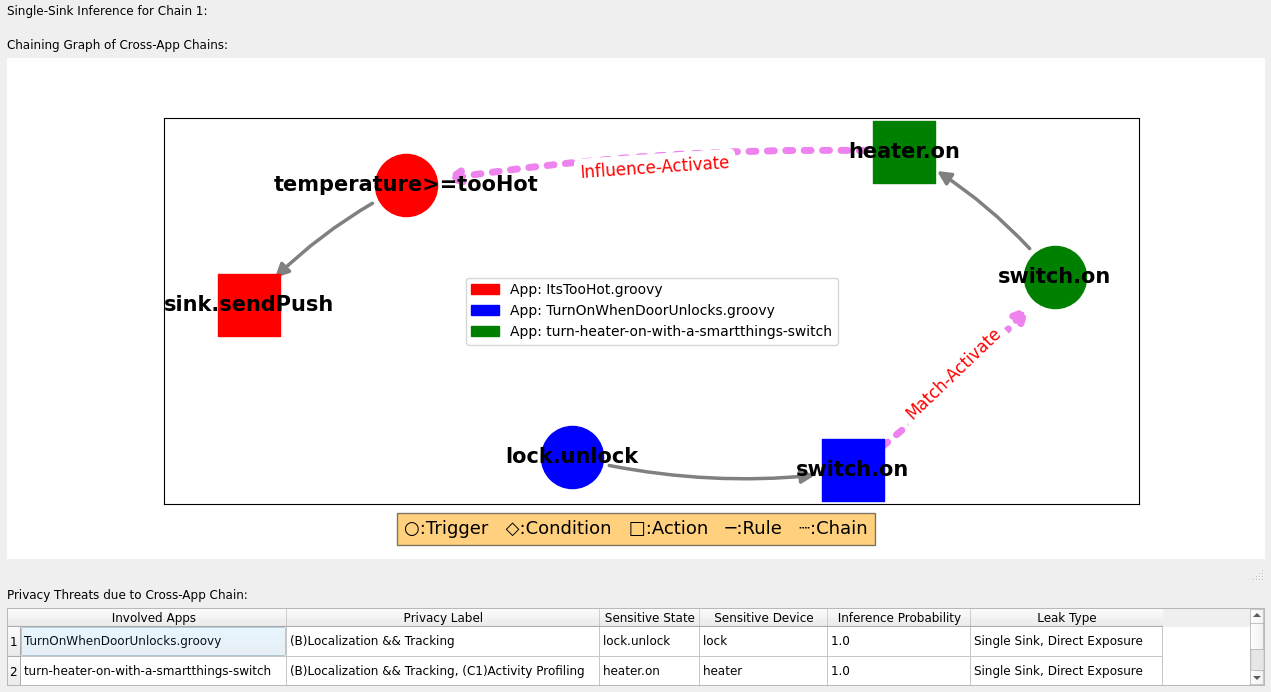 Single-Sink Inference for Chain 1:
Chaining Graph of Cross-App Chains:
heater.on
Influence-Activate
temperature>=tooHot
switch.on
sink.sendPush
App: ItsTooHot.groovy
App: TurnOnWhenDoorUnlocks.groovy
App: turn-heater-on-with-a-smartthings-switch
Match-Activate
lock.unlock
switch.on
○:Trigger ◇:Condition □:Action ─:Rule ┈:Chain
Privacy Threats due to Cross-App Chain:
Involved Apps Privacy Label Sensitive State Sensitive Device Inference Probability Leak Type
1 TurnOnWhenDoorUnlocks.groovy (B)Localization && Tracking lock.unlock lock 1.0 Single Sink, Direct Exposure
2 turn-heater-on-with-a-smartthings-switch (B)Localization && Tracking, (C1)Activity Profiling heater.on heater 1.0 Single Sink, Direct Exposure